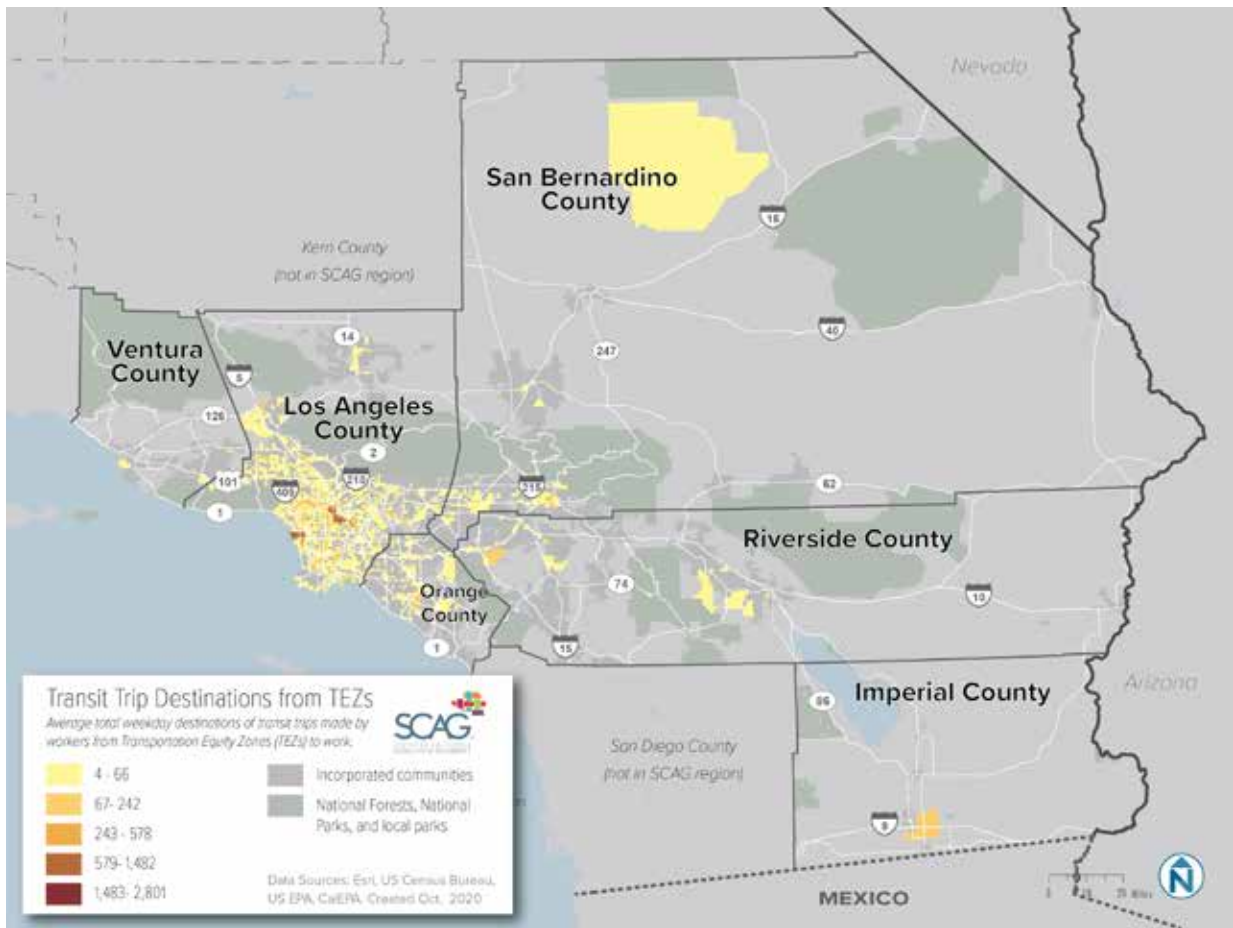 Nevada
San Bernardino
County
15
Kern County
(not in SCAG region)
40
14
247
Ventura
County
5
Los Angeles
County
126
2
101
405
210
215
62
1
Riverside County
Orange
County
74
10
1
15
Imperial County
Arizona
86
San Diego County
(not in SCAG region)
8
MEXICO
N
Transit Trip Destinations from TEZs
Average total weekday destinations of transit trips made by
workers from Transportation Equity Zones (TEZs) to work.
SCAG
4 - 66
67- 242
243 - 578
579- 1,482
1,483- 2,801
Incorporated communities
National Forests, National
Parks, and local parks
Data Sources: Esri, US Census Bureau,
US EPA, CalEPA. Created Oct. 2020